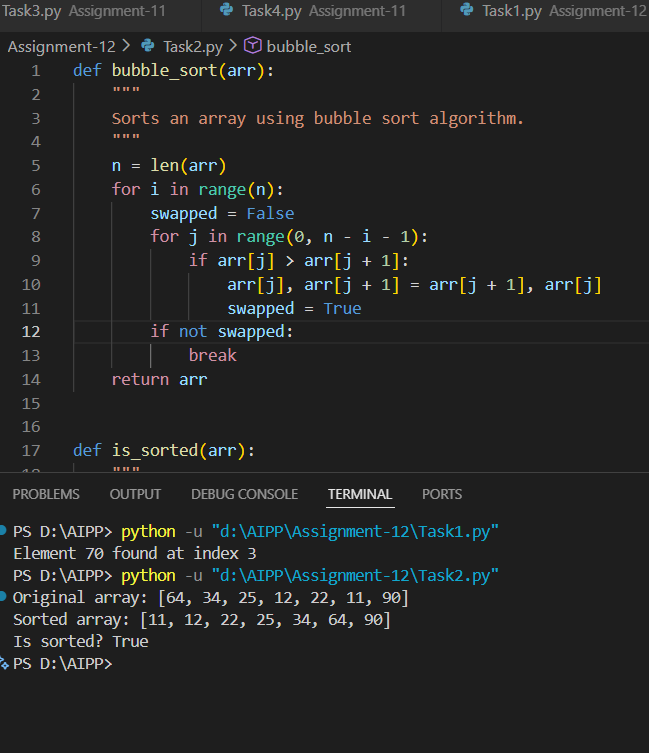 Task3.py Assignment-11 Task4.py Assignment-11 Task1.py Assignment-12
Assignment-12 > Task2.py > bubble_sort
1 def bubble_sort(arr):
2     """
3     Sorts an array using bubble sort algorithm.
4     """
5     n = len(arr)
6     for i in range(n):
7         swapped = False
8         for j in range(0, n - i - 1):
9             if arr[j] > arr[j + 1]:
10                 arr[j], arr[j + 1] = arr[j + 1], arr[j]
11                 swapped = True
12         if not swapped:
13             break
14     return arr
15
16
17 def is_sorted(arr):
18     """
PROBLEMS OUTPUT DEBUG CONSOLE TERMINAL PORTS
PS D:\AIPP> python -u "d:\AIPP\Assignment-12\Task1.py"
Element 70 found at index 3
PS D:\AIPP> python -u "d:\AIPP\Assignment-12\Task2.py"
Original array: [64, 34, 25, 12, 22, 11, 90]
Sorted array: [11, 12, 22, 25, 34, 64, 90]
Is sorted? True
PS D:\AIPP>